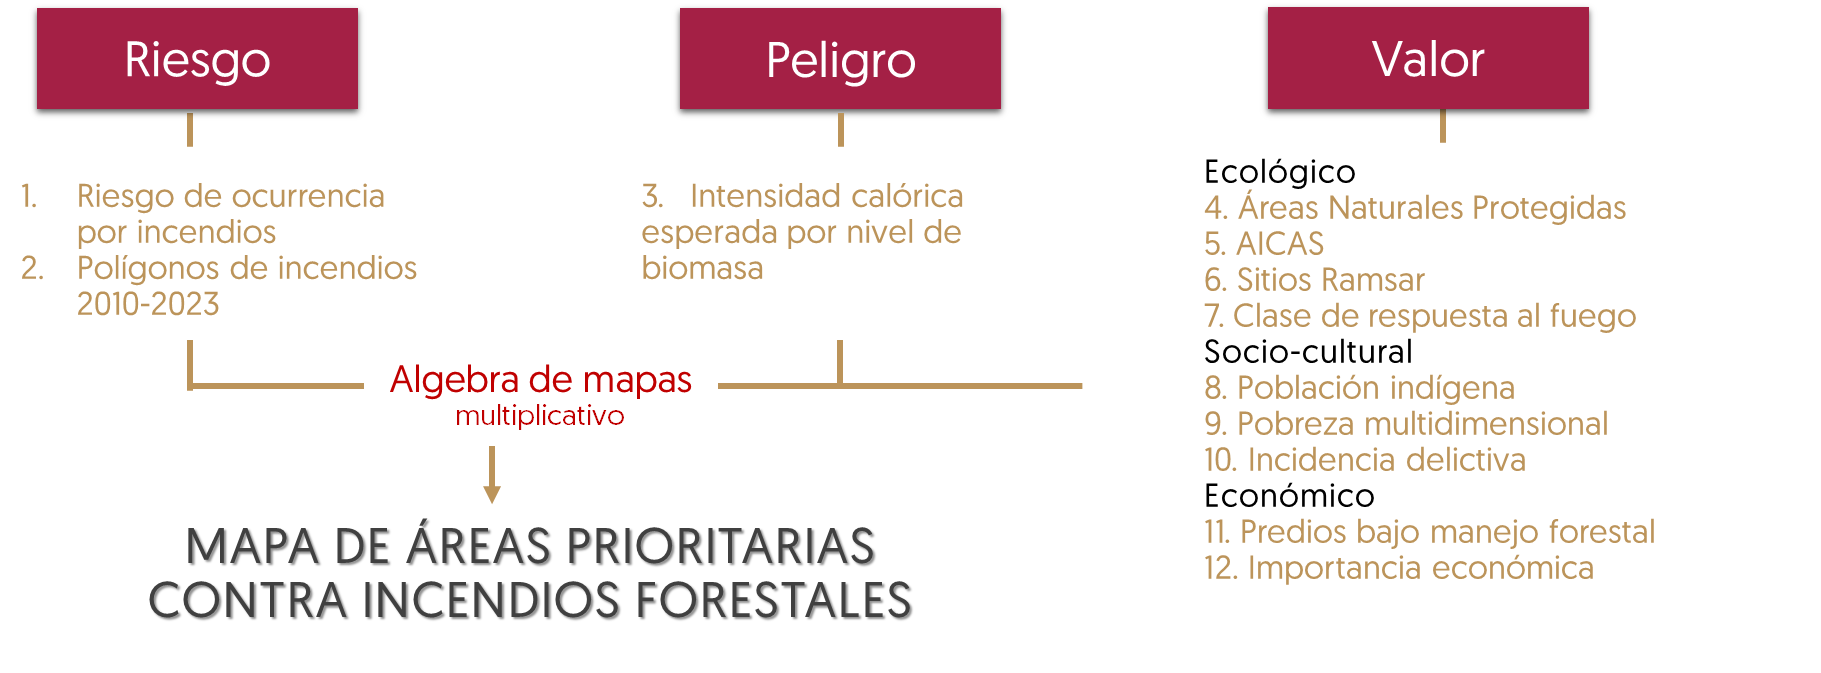 Riesgo
1. Riesgo de ocurrencia
por incendios
2. Polígonos de incendios
2010-2023
Peligro
3. Intensidad calórica
esperada por nivel de
biomasa
Valor
Ecológico
4. Áreas Naturales Protegidas
5. AICAS
6. Sitios Ramsar
7. Clase de respuesta al fuego
Socio-cultural
8. Población indígena
9. Pobreza multidimensional
10. Incidencia delictiva
Económico
11. Predios bajo manejo forestal
12. Importancia económica
Algebra de mapas
multiplicativo
MAPA DE ÁREAS PRIORITARIAS
CONTRA INCENDIOS FORESTALES